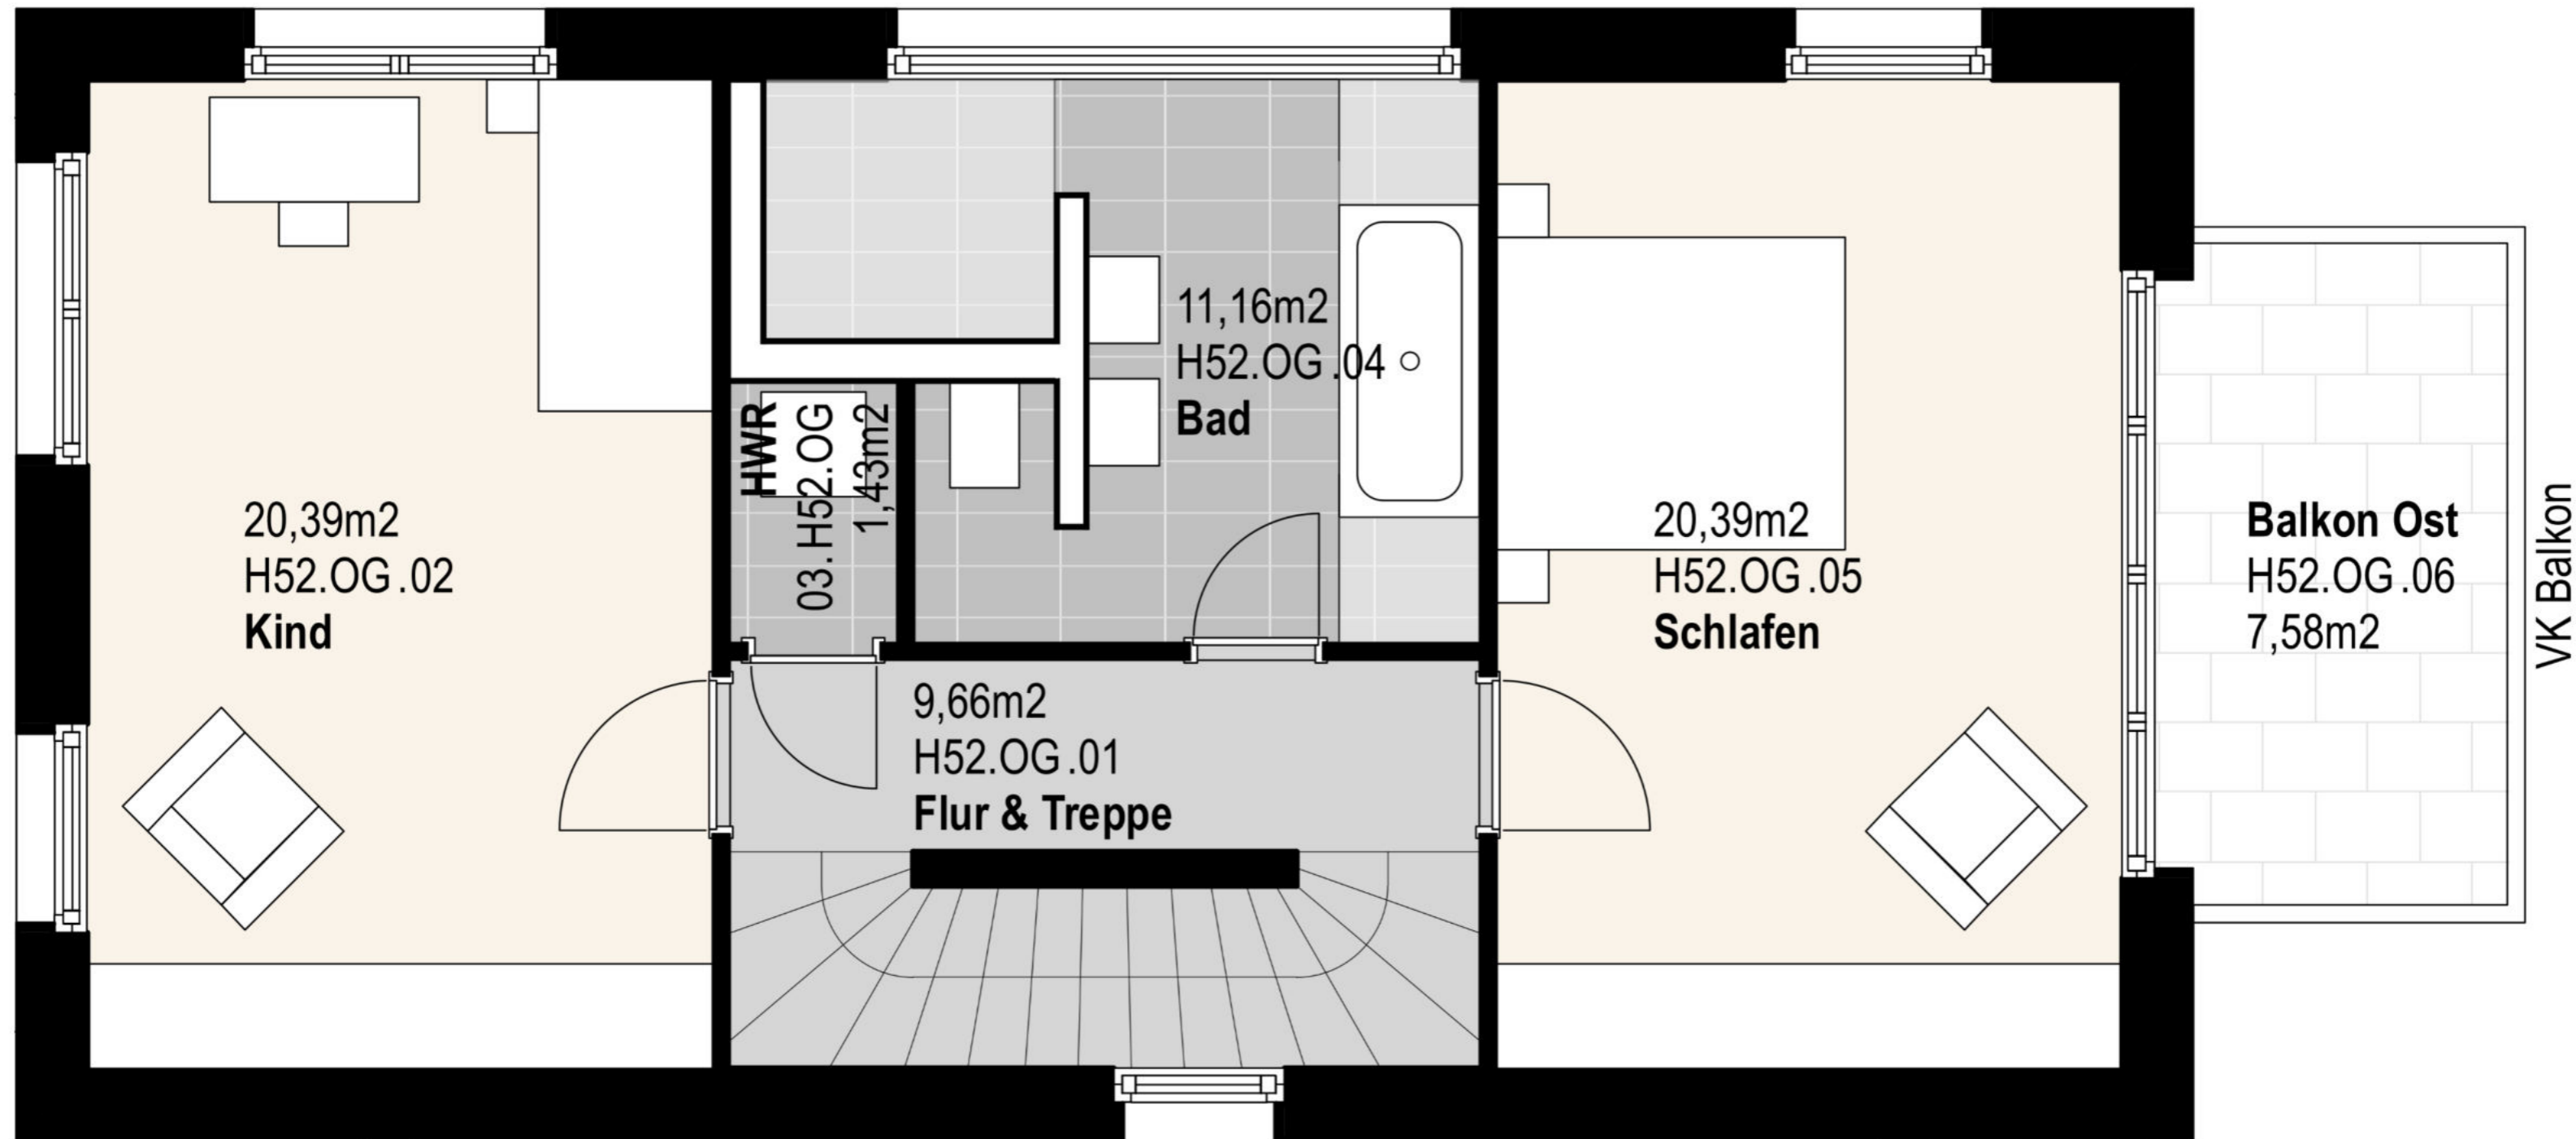 20,39m2
H52.OG.02
Kind
HWR
03.H52.OG
1,43m2
11,16m2
H52.OG.04
Bad
9,66m2
H52.OG.01
Flur & Treppe
20,39m2
H52.OG.05
Schlafen
Balkon Ost
H52.OG.06
7,58m2
VK Balkon